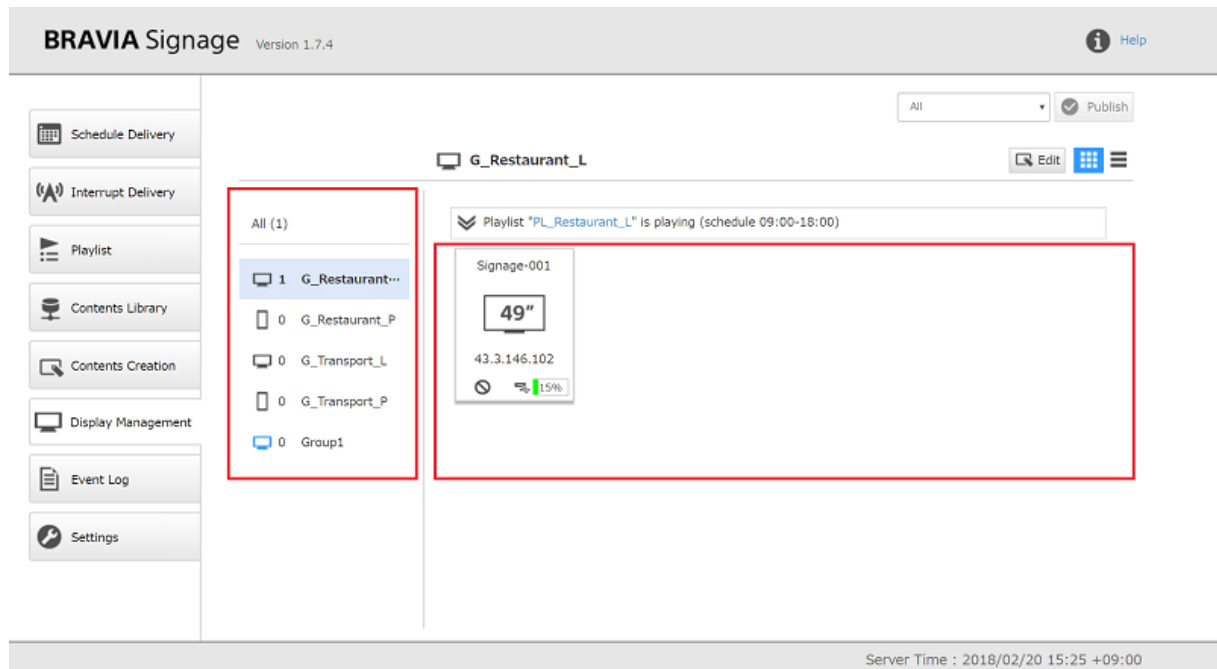 BRAVIA Signage Version 1.7.4
Help
Schedule Delivery
Interrupt Delivery
Playlist
Contents Library
Contents Creation
Display Management
Event Log
Settings
All
Publish
G_Restaurant_L
Edit
All (1)
1 G_Restaurant···
0 G_Restaurant_P
0 G_Transport_L
0 G_Transport_P
0 Group1
Playlist "PL_Restaurant_L" is playing (schedule 09:00-18:00)
Signage-001
49"
43.3.146.102
15%
Server Time : 2018/02/20 15:25 +09:00